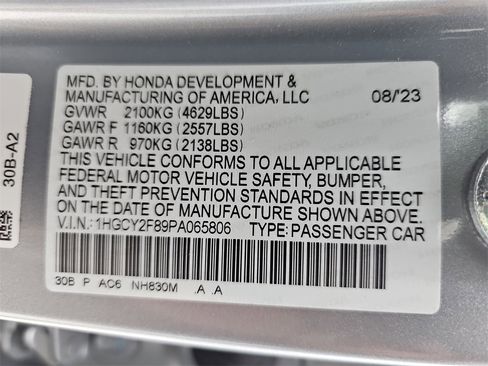 MFD. BY HONDA DEVELOPMENT &
MANUFACTURING OF AMERICA, LLC 08/'23
GVWR 2100KG (4629LBS)
GAWR F 1160KG (2557LBS)
GAWR R 970KG (2138LBS)
THIS VEHICLE CONFORMS TO ALL APPLICABLE
FEDERAL MOTOR VEHICLE SAFETY, BUMPER,
AND THEFT PREVENTION STANDARDS IN EFFECT
ON THE DATE OF MANUFACTURE SHOWN ABOVE.
V.I.N.: 1HGCY2F89PA065806 TYPE: PASSENGER CAR
30B P AC6 NH830M .A .A
30B-A2